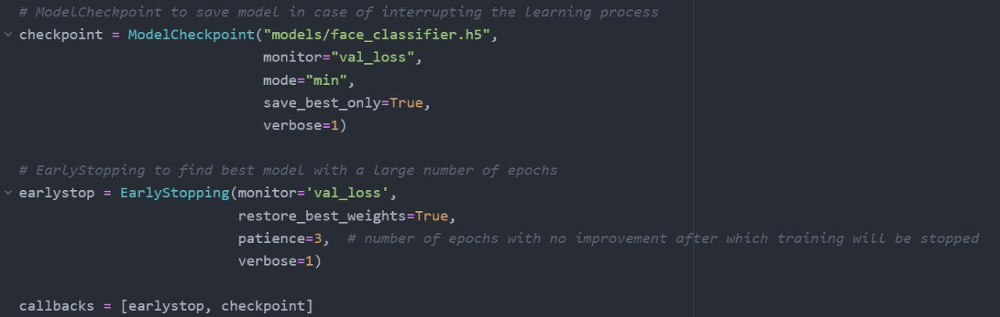 # ModelCheckpoint to save model in case of interrupting the learning process
checkpoint = ModelCheckpoint("models/face_classifier.h5",
                             monitor="val_loss",
                             mode="min",
                             save_best_only=True,
                             verbose=1)

# EarlyStopping to find best model with a large number of epochs
earlystop = EarlyStopping(monitor='val_loss',
                          restore_best_weights=True,
                          patience=3,  # number of epochs with no improvement after which training will be stopped
                          verbose=1)

callbacks = [earlystop, checkpoint]